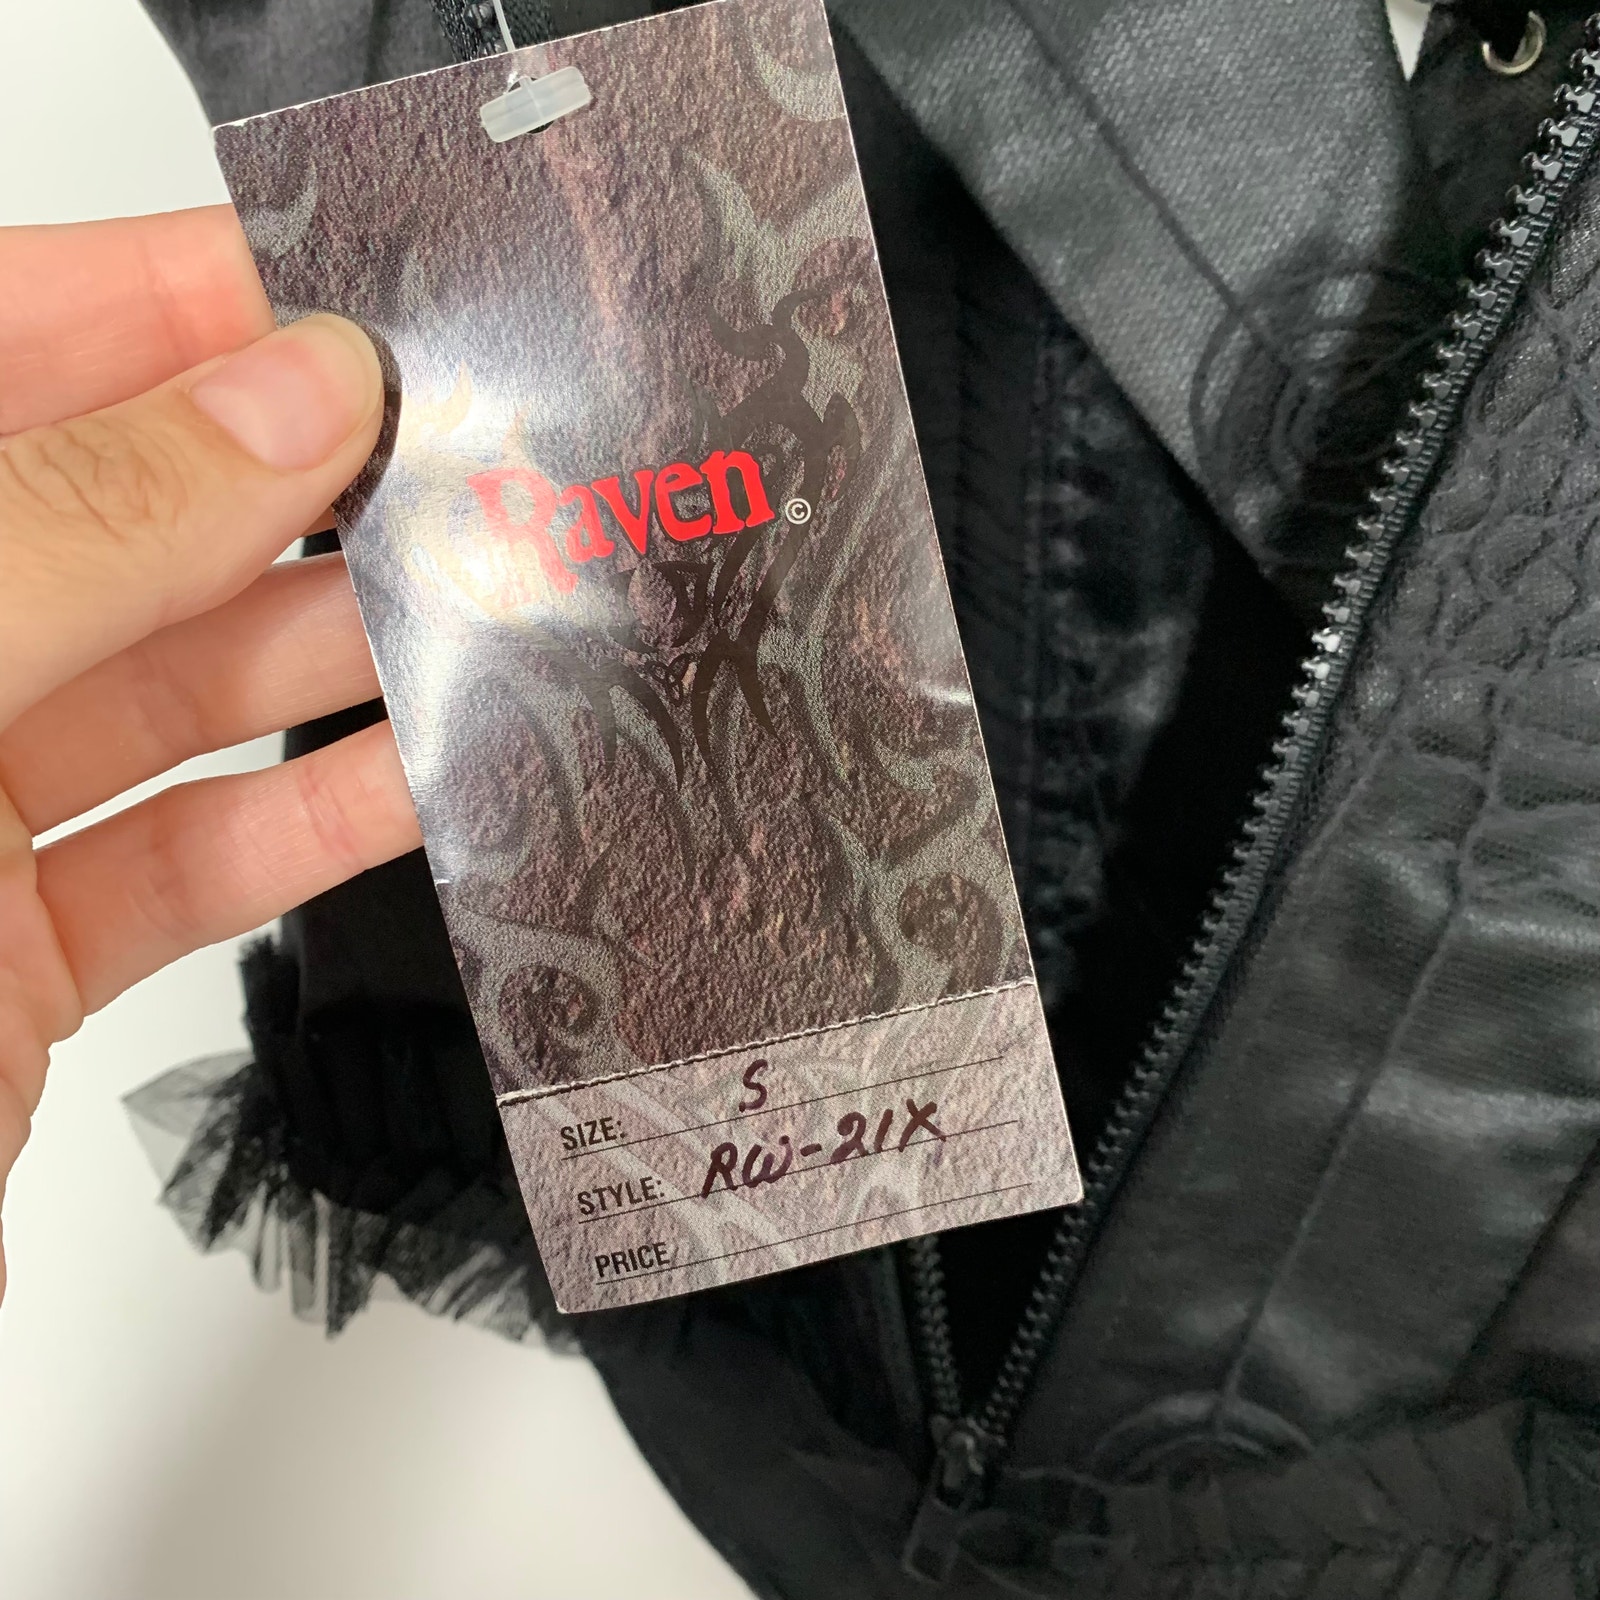 Raven ©
SIZE: S
STYLE: RW-21X
PRICE